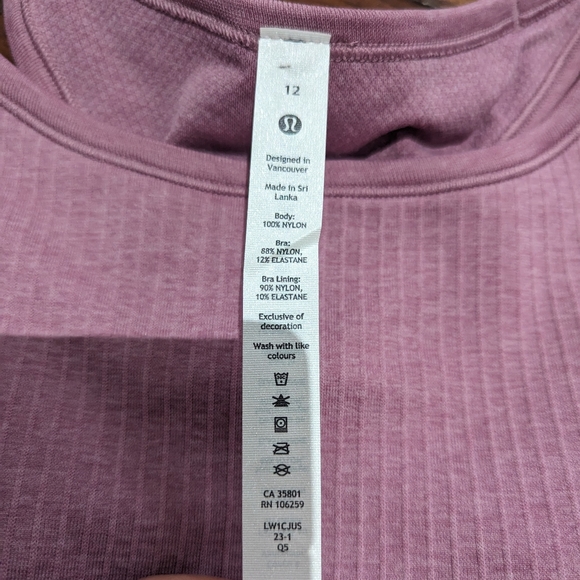 12
Designed in
Vancouver
Made in Sri
Lanka
Body:
100% NYLON
Bra:
88% NYLON,
12% ELASTANE
Bra Lining:
90% NYLON,
10% ELASTANE
Exclusive of
decoration
Wash with like
colours
CA 35801
RN 106259
LW1CJUS
23-1
Q5